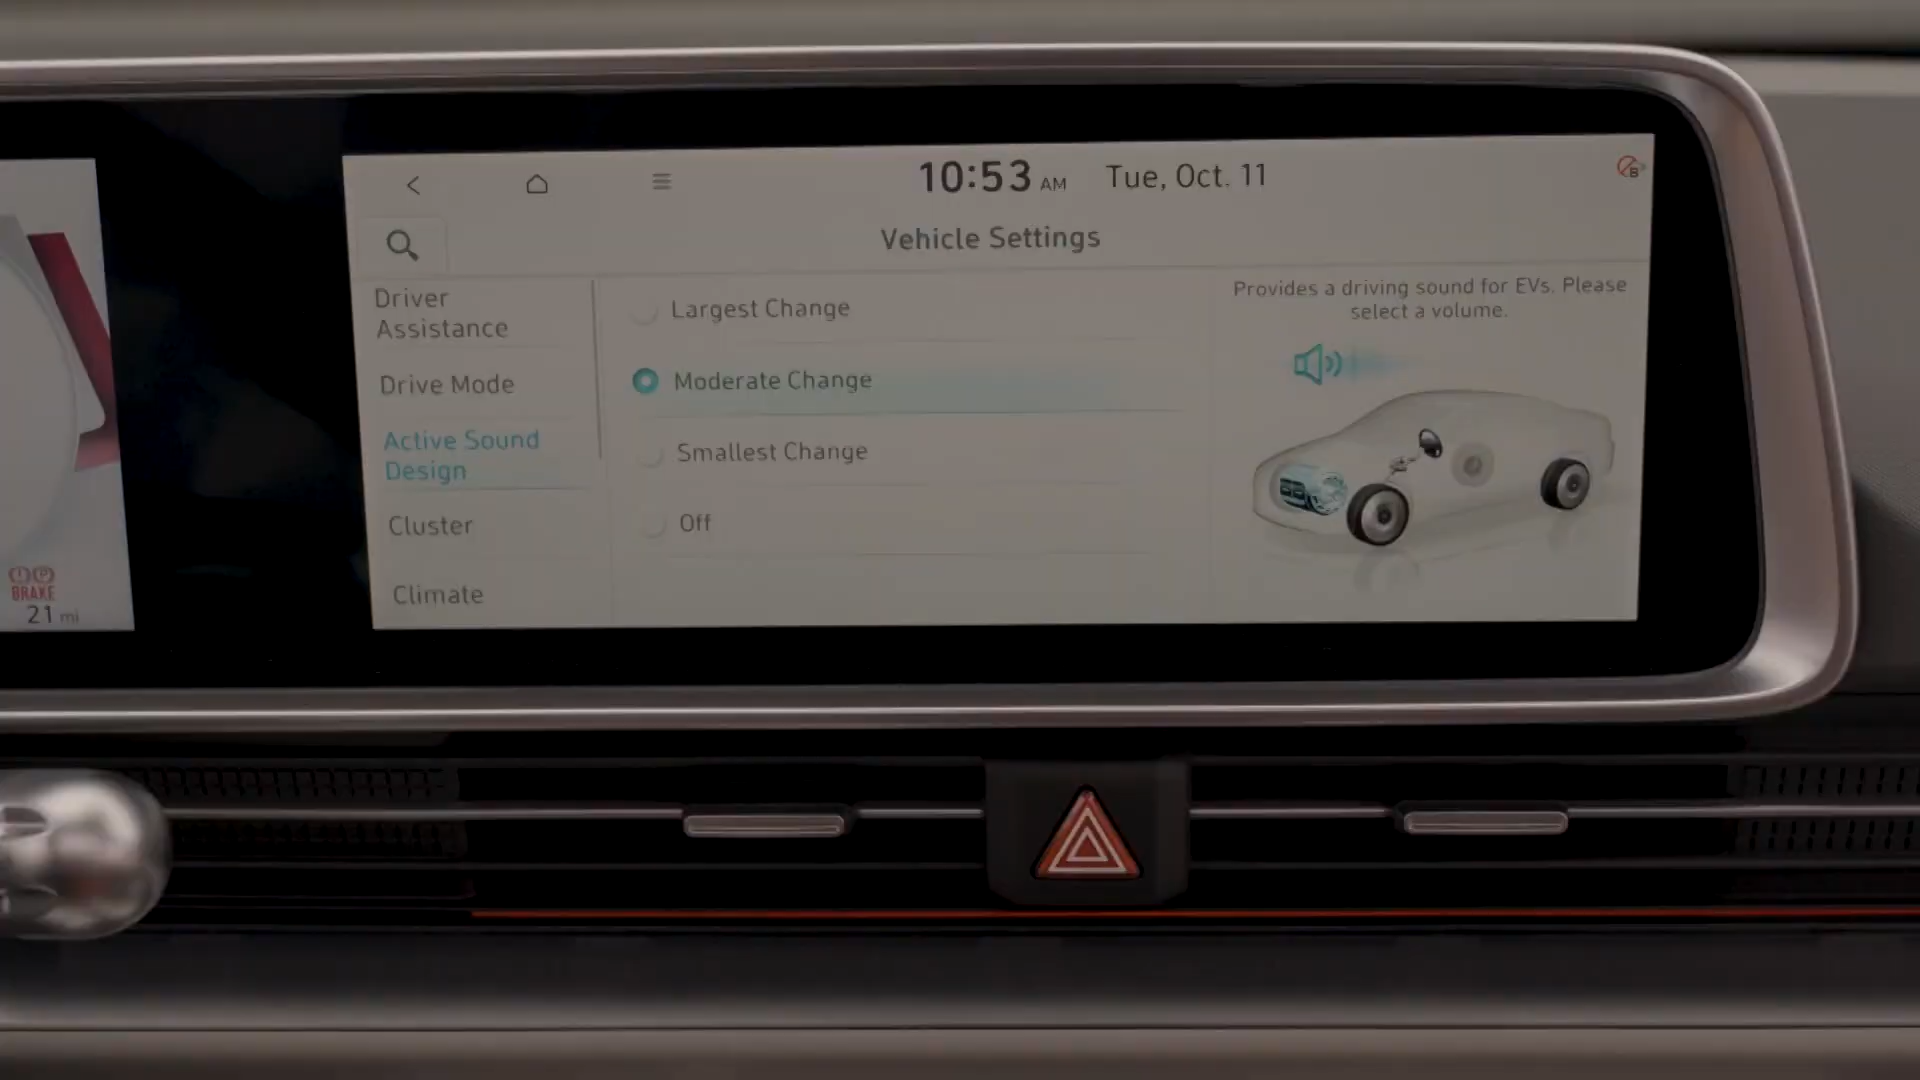 10:53 AM Tue, Oct. 11
Vehicle Settings
Driver
Assistance
Drive Mode
Active Sound
Design
Cluster
Climate
Largest Change
Moderate Change
Smallest Change
Off
Provides a driving sound for EVs. Please
select a volume.
B
BRAKE
21 mi